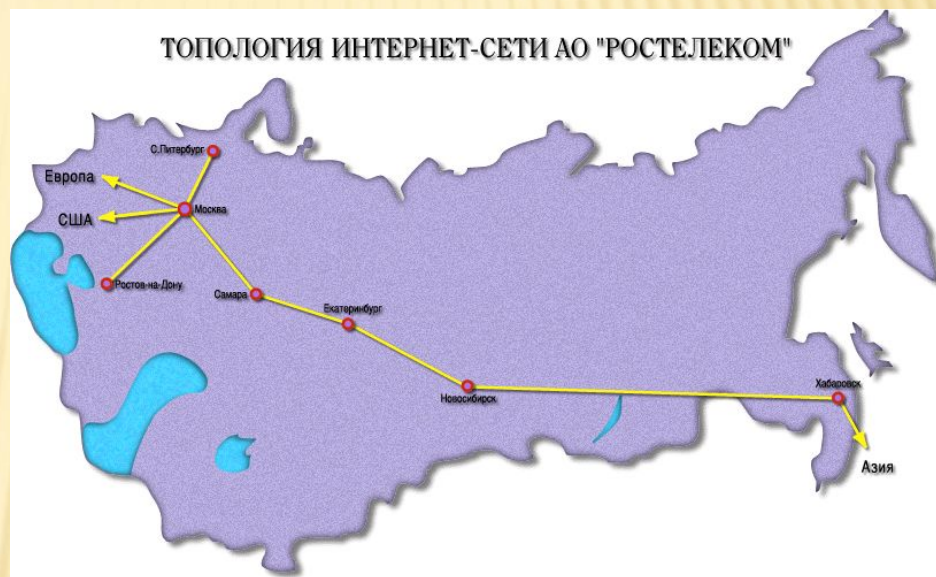 ТОПОЛОГИЯ ИНТЕРНЕТ-СЕТИ АО "РОСТЕЛЕКОМ"
С.Питербург
Европа
Москва
США
Ростов-на-Дону
Самара
Екатеринбург
Новосибирск
Хабаровск
Азия